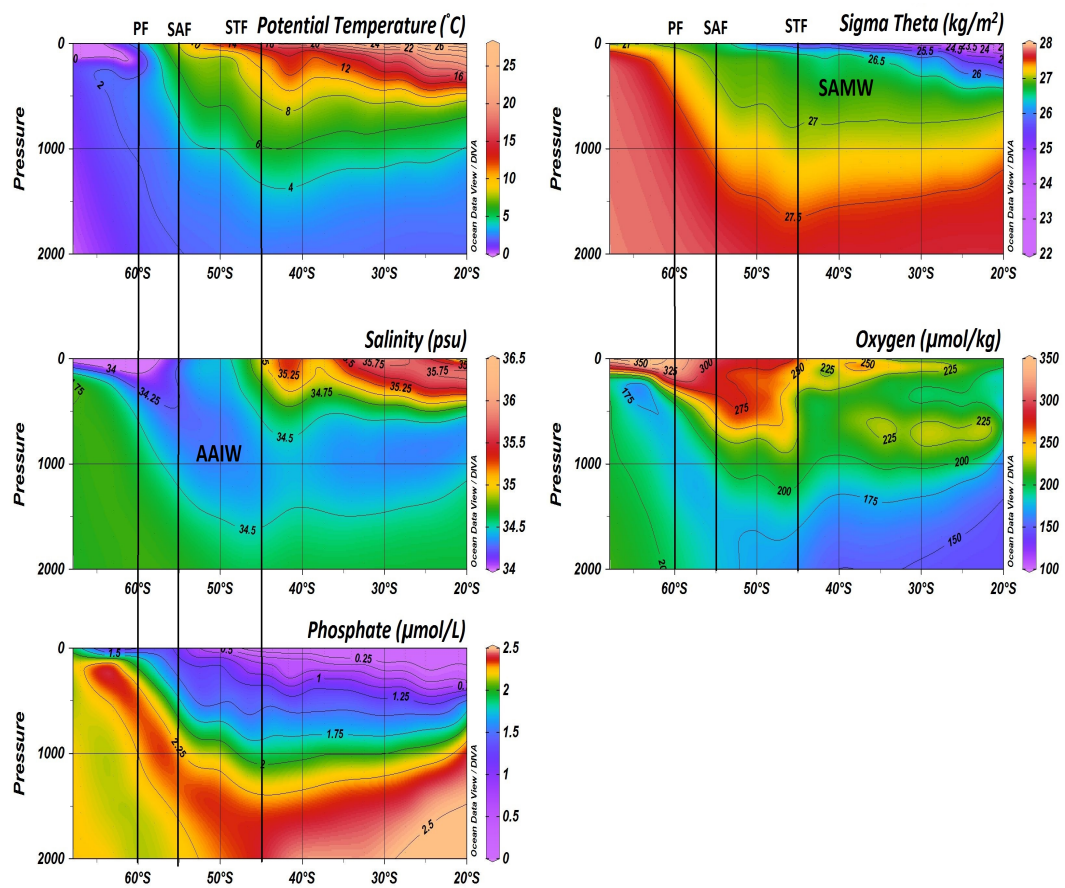 PF SAF STF Potential Temperature (°C)
0
1000
2000
Pressure
60°S 50°S 40°S 30°S 20°S
0 2 10 14 16 20 24 22 26
12 16
8
6
4
25
20
15
10
5
0
Ocean Data View / DIVA
PF SAF STF Sigma Theta (kg/m²)
0
1000
2000
Pressure
60°S 50°S 40°S 30°S 20°S
27 25.5 24.5 23.5 24
26.5 26
SAMW
27
27.5
28
27
26
25
24
23
22
Ocean Data View / DIVA
Salinity (psu)
0
1000
2000
Pressure
60°S 50°S 40°S 30°S 20°S
34 34.5 35.75 35.75
35.25 35.25
34.25 34.75
34.5
AAIW
34.5
36.5
36
35.5
35
34.5
34
Ocean Data View / DIVA
Oxygen (µmol/kg)
0
1000
2000
Pressure
60°S 50°S 40°S 30°S 20°S
350 325 300 250 225 250 225
175 275
225 225
200 200
175
150
350
300
250
200
150
100
Ocean Data View / DIVA
Phosphate (µmol/L)
0
1000
2000
Pressure
60°S 50°S 40°S 30°S 20°S
1.5 0.5 0.25
1
1.25
1.75
2.25 2
2.5
2.5
2
1.5
1
0.5
0
Ocean Data View / DIVA